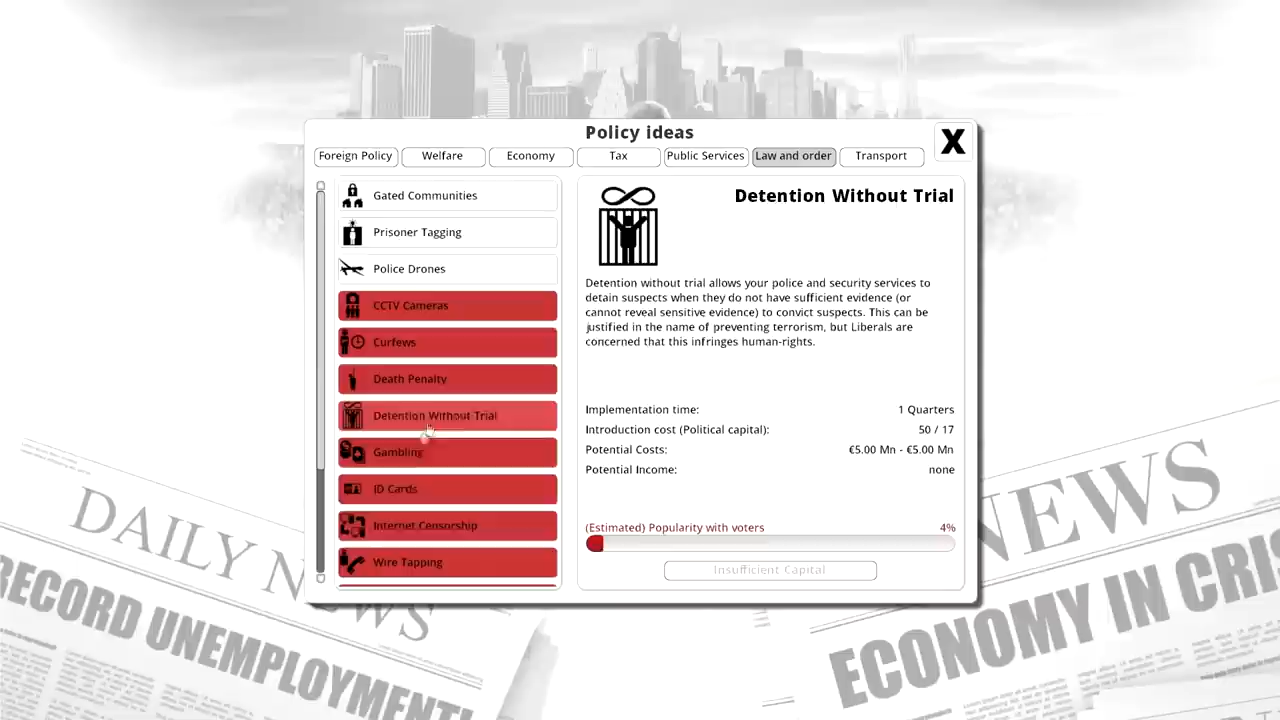 Policy ideas
X
Foreign Policy
Welfare
Economy
Tax
Public Services
Law and order
Transport
Gated Communities
Prisoner Tagging
Police Drones
CCTV Cameras
Curfews
Death Penalty
Detention Without Trial
Gambling
ID Cards
Internet Censorship
Wire Tapping
Detention Without Trial
Detention without trial allows your police and security services to
detain suspects when they do not have sufficient evidence (or
cannot reveal sensitive evidence) to convict suspects. This can be
justified in the name of preventing terrorism, but Liberals are
concerned that this infringes human-rights.
Implementation time: 1 Quarters
Introduction cost (Political capital): 50 / 17
Potential Costs: €5.00 Mn - €5.00 Mn
Potential Income: none
(Estimated) Popularity with voters 4%
Insufficient Capital
DAILY NEWS
RECORD UNEMPLOYMENT!
NEWS
ECONOMY IN CRIS